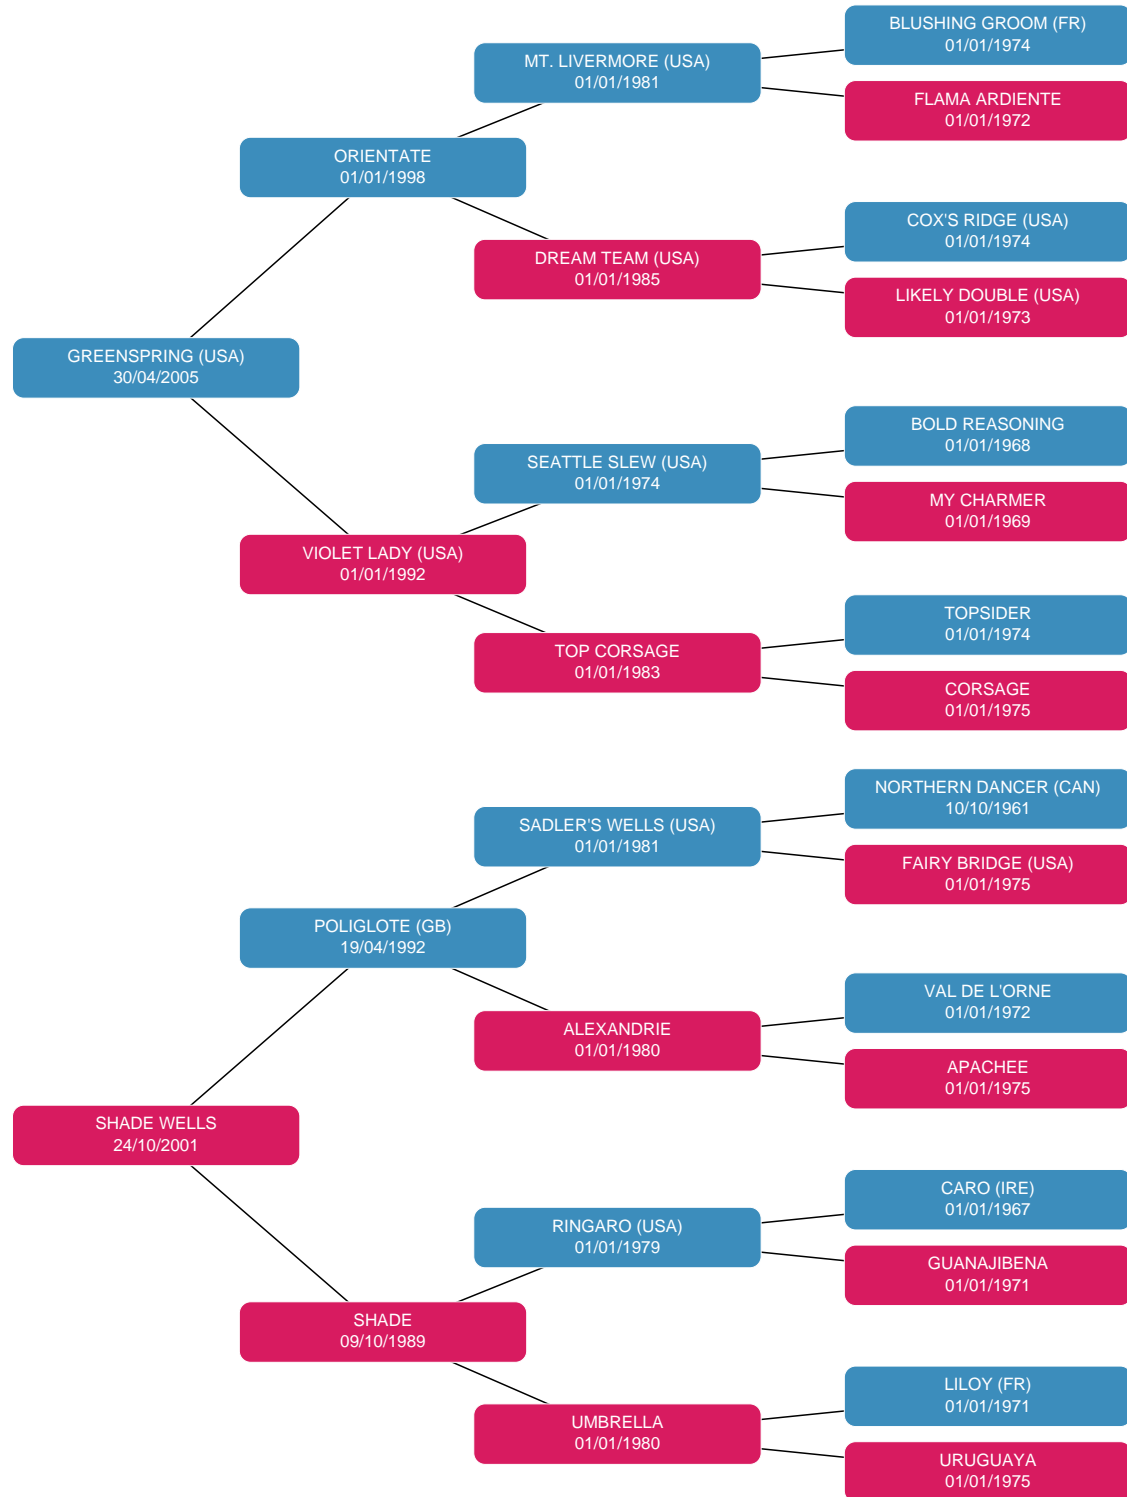 BLUSHING GROOM (FR)
01/01/1974
MT. LIVERMORE (USA)
01/01/1981
FLAMA ARDIENTE
01/01/1972
ORIENTATE
01/01/1998
COX'S RIDGE (USA)
01/01/1974
DREAM TEAM (USA)
01/01/1985
LIKELY DOUBLE (USA)
01/01/1973
GREENSPRING (USA)
30/04/2005
BOLD REASONING
01/01/1968
SEATTLE SLEW (USA)
01/01/1974
MY CHARMER
01/01/1969
VIOLET LADY (USA)
01/01/1992
TOPSIDER
01/01/1974
TOP CORSAGE
01/01/1983
CORSAGE
01/01/1975
NORTHERN DANCER (CAN)
10/10/1961
SADLER'S WELLS (USA)
01/01/1981
FAIRY BRIDGE (USA)
01/01/1975
POLIGLOTE (GB)
19/04/1992
VAL DE L'ORNE
01/01/1972
ALEXANDRIE
01/01/1980
APACHEE
01/01/1975
SHADE WELLS
24/10/2001
CARO (IRE)
01/01/1967
RINGARO (USA)
01/01/1979
GUANAJIBENA
01/01/1971
SHADE
09/10/1989
LILOY (FR)
01/01/1971
UMBRELLA
01/01/1980
URUGUAYA
01/01/1975